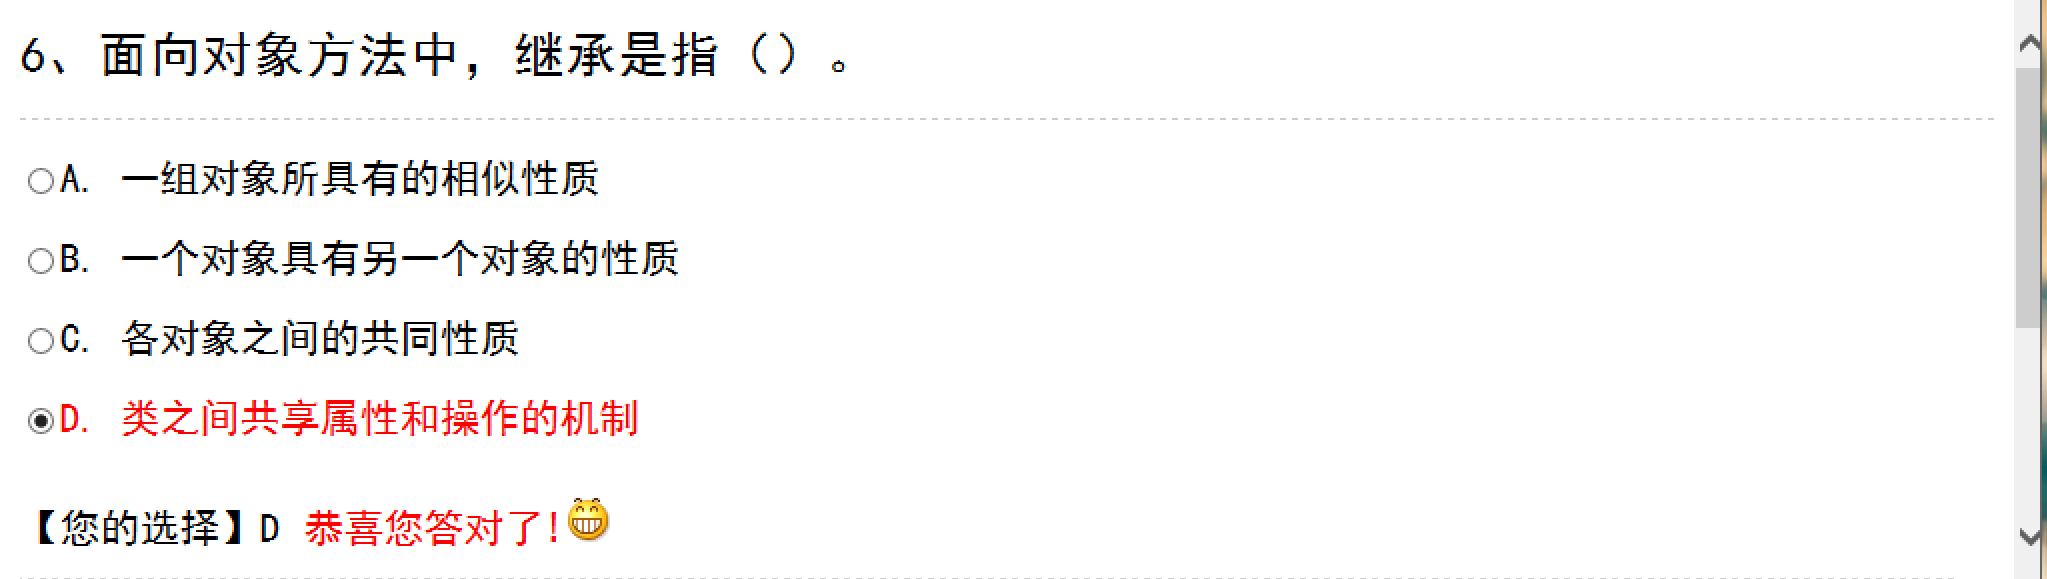 6、面向对象方法中，继承是指（）。
A. 一组对象所具有的相似性质
B. 一个对象具有另一个对象的性质
C. 各对象之间的共同性质
D. 类之间共享属性和操作的机制
【您的选择】D 恭喜您答对了!